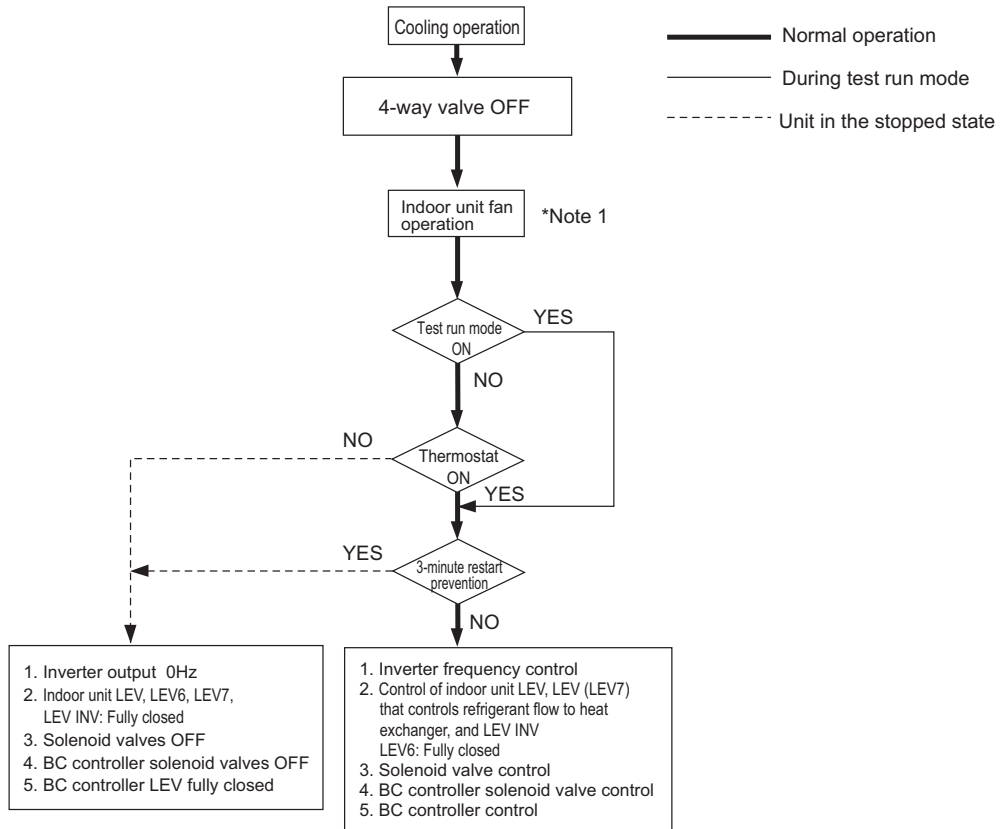 Cooling operation
Normal operation
During test run mode
Unit in the stopped state
4-way valve OFF
Indoor unit fan
operation
*Note 1
Test run mode
ON
YES
NO
NO
Thermostat
ON
YES
YES
3-minute restart
prevention
NO
1. Inverter output 0Hz
2. Indoor unit LEV, LEV6, LEV7,
LEV INV: Fully closed
3. Solenoid valves OFF
4. BC controller solenoid valves OFF
5. BC controller LEV fully closed
1. Inverter frequency control
2. Control of indoor unit LEV, LEV (LEV7)
that controls refrigerant flow to heat
exchanger, and LEV INV
LEV6: Fully closed
3. Solenoid valve control
4. BC controller solenoid valve control
5. BC controller control